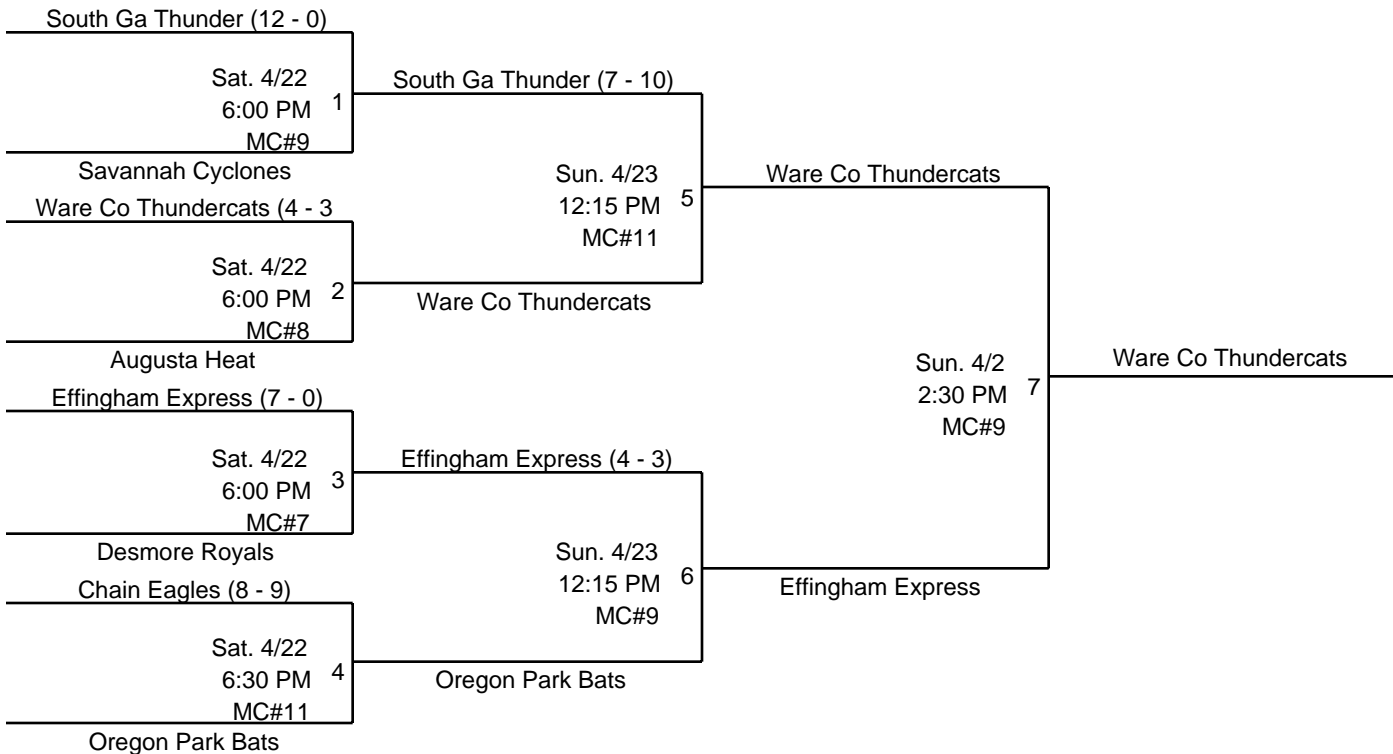 South Ga Thunder (12 - 0)
Sat. 4/22
6:00 PM
1
MC#9
Savannah Cyclones
Ware Co Thundercats (4 - 3
Sat. 4/22
6:00 PM
2
MC#8
Augusta Heat
Effingham Express (7 - 0)
Sat. 4/22
6:00 PM
3
MC#7
Desmore Royals
Chain Eagles (8 - 9)
Sat. 4/22
6:30 PM
4
MC#11
Oregon Park Bats
South Ga Thunder (7 - 10)
Sun. 4/23
12:15 PM
5
MC#11
Ware Co Thundercats
Effingham Express (4 - 3)
Sun. 4/23
12:15 PM
6
MC#9
Oregon Park Bats
Ware Co Thundercats
Sun. 4/2
2:30 PM
7
MC#9
Effingham Express
Ware Co Thundercats